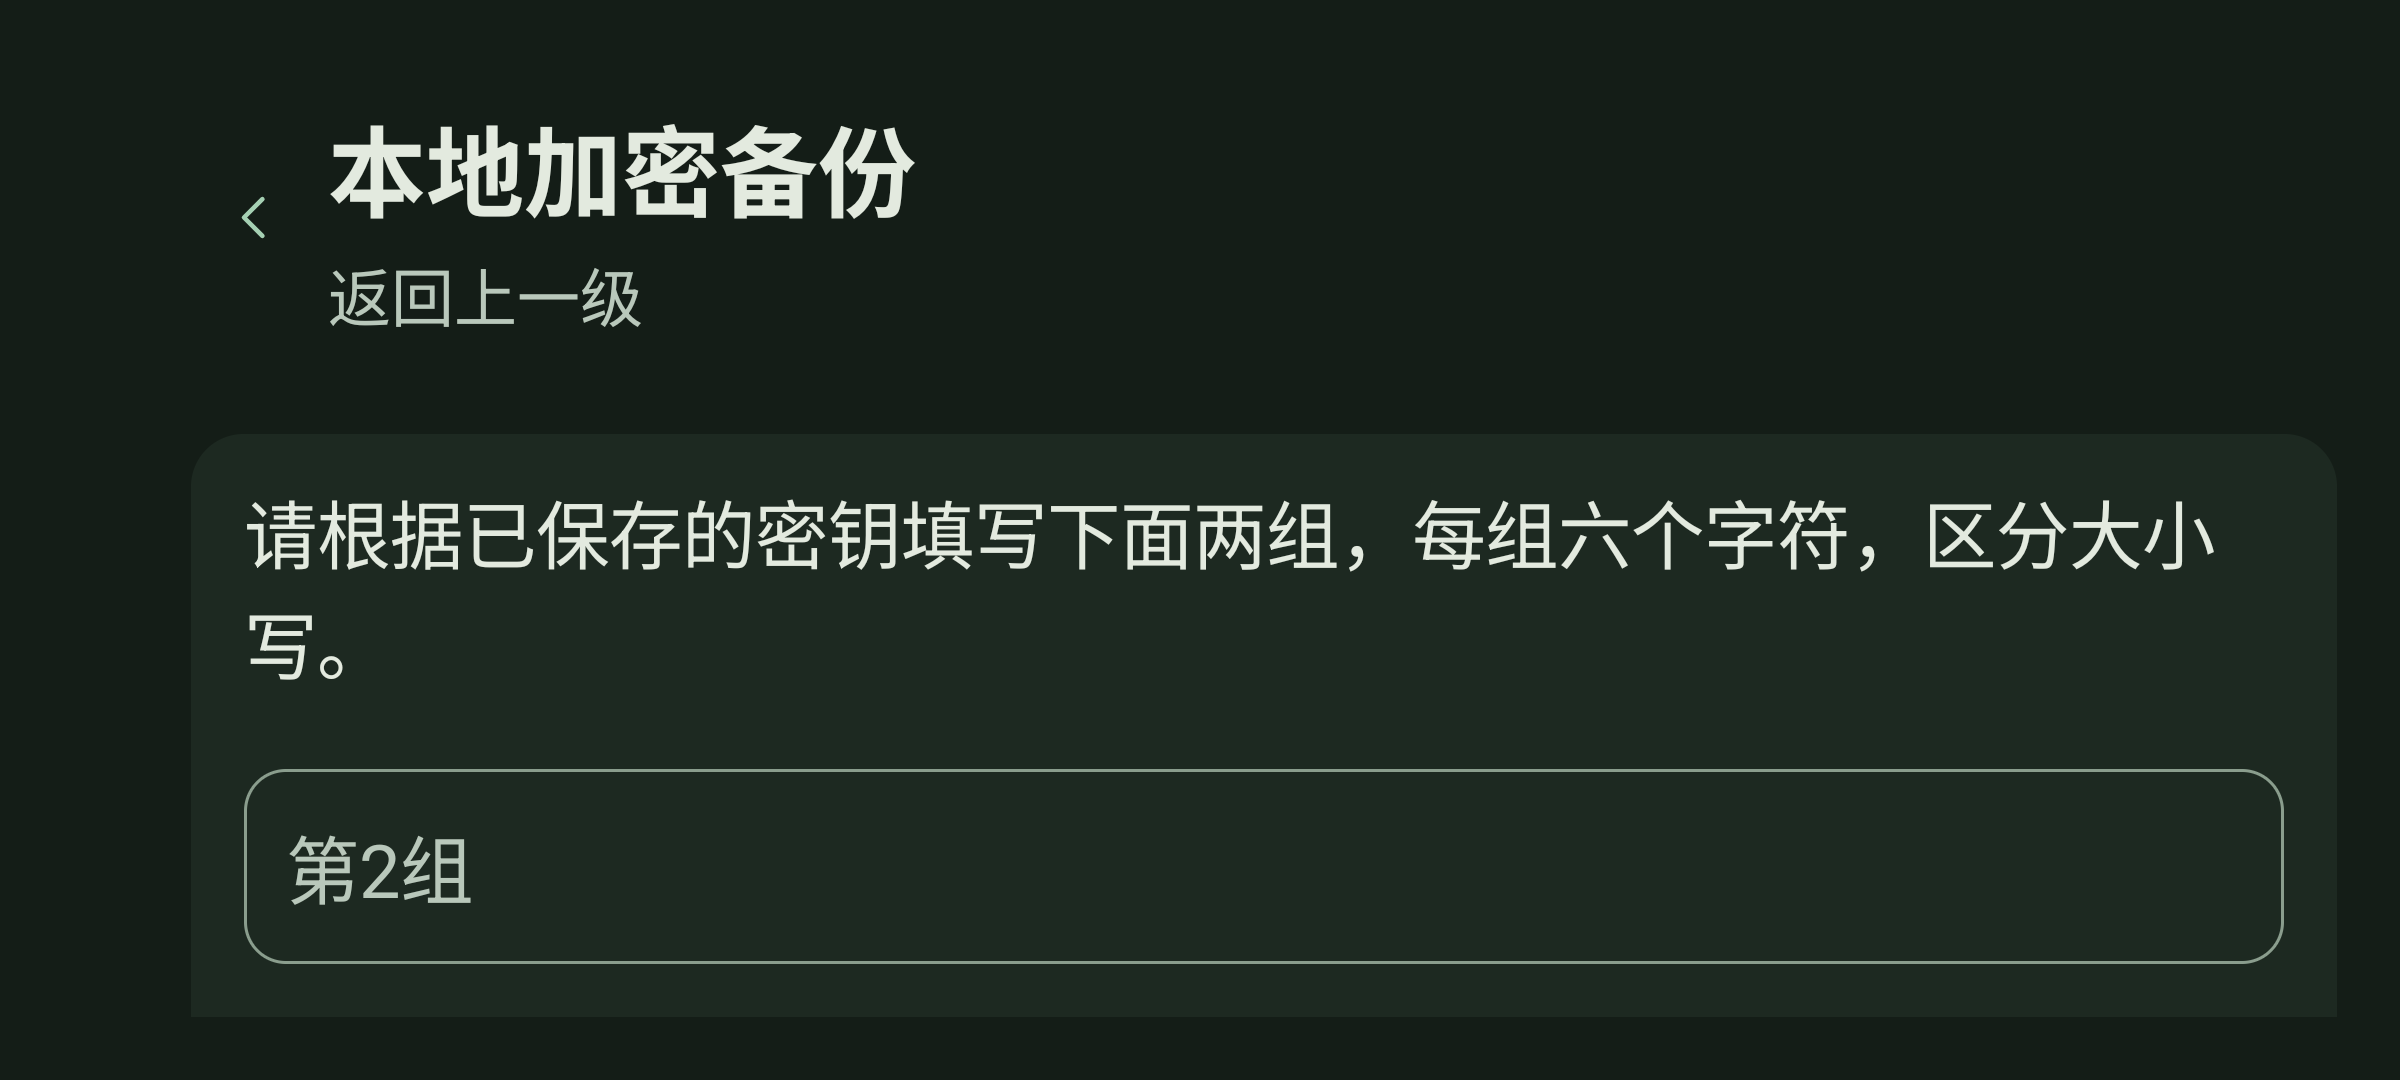 本地加密备份
返回上一级
请根据已保存的密钥填写下面两组，每组六个字符，区分大小
写。
第2组